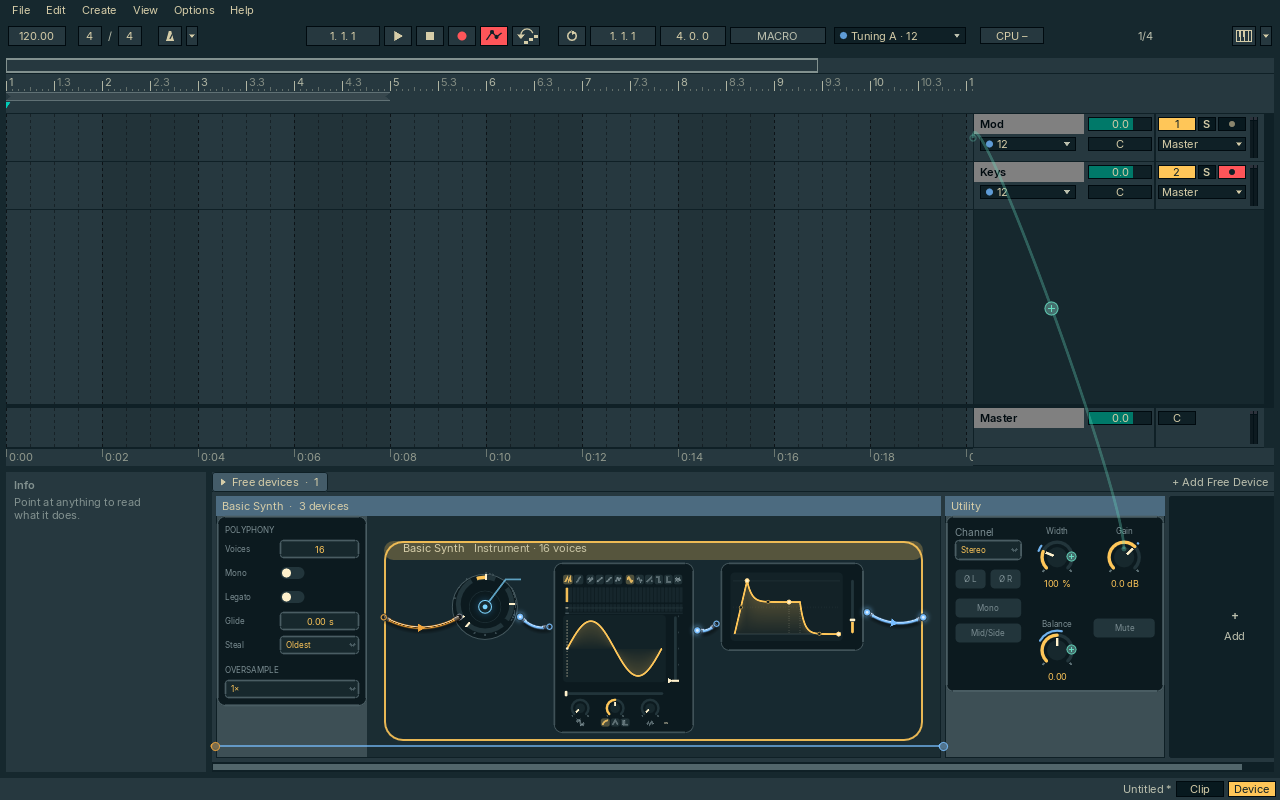 File Edit Create View Options Help
120.00 4 / 4 1. 1. 1 1. 1. 1 4. 0. 0 MACRO Tuning A · 12 CPU – 1/4
1 1.3 2 2.3 3 3.3 4 4.3 5 5.3 6 6.3 7 7.3 8 8.3 9 9.3 10 10.3 1
Mod 0.0 1 S
12 C Master
Keys 0.0 2 S
12 C Master
Master 0.0 C
0:00 0:02 0:04 0:06 0:08 0:10 0:12 0:14 0:16 0:18
Info
Point at anything to read
what it does.
Free devices · 1
+ Add Free Device
Basic Synth · 3 devices
POLYPHONY
Voices 16
Mono
Legato
Glide 0.00 s
Steal Oldest
OVERSAMPLE
1×
Basic Synth Instrument · 16 voices
Utility
Channel Width Gain
Stereo
100 % 0.0 dB
Ø L Ø R
Mono
Mid/Side
Balance
0.00
Mute
+
Add
Untitled * Clip Device